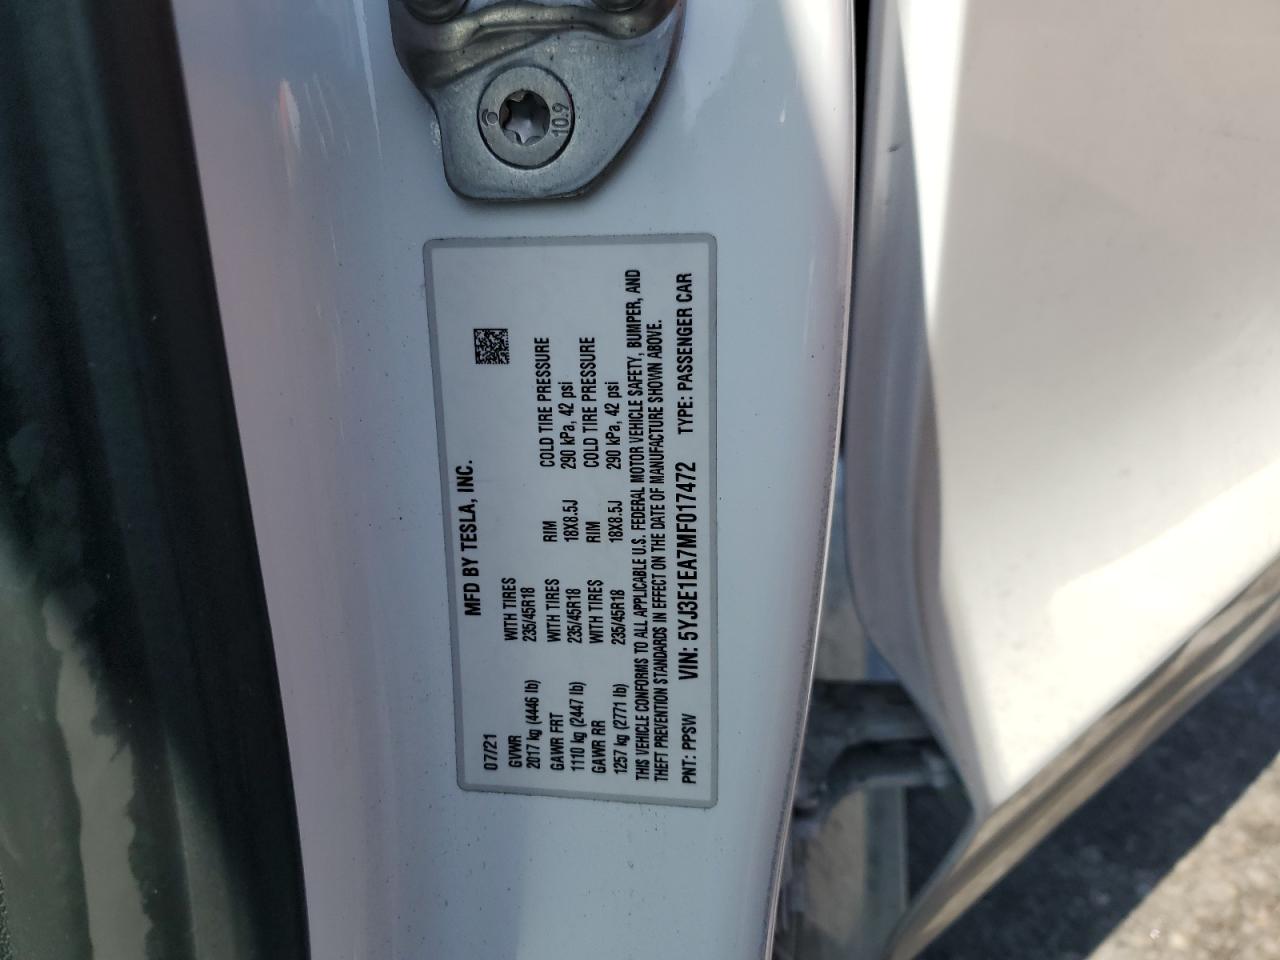 6
10.9
MFD BY TESLA, INC.
07/21
GVWR WITH TIRES
2017 kg (4446 lb) 235/45R18
GAWR FRT WITH TIRES RIM COLD TIRE PRESSURE
1110 kg (2447 lb) 235/45R18 18X8.5J 290 kPa, 42 psi
GAWR RR WITH TIRES RIM COLD TIRE PRESSURE
1257 kg (2771 lb) 235/45R18 18X8.5J 290 kPa, 42 psi
THIS VEHICLE CONFORMS TO ALL APPLICABLE U.S. FEDERAL MOTOR VEHICLE SAFETY, BUMPER, AND
THEFT PREVENTION STANDARDS IN EFFECT ON THE DATE OF MANUFACTURE SHOWN ABOVE.
PNT: PPSW VIN: 5YJ3E1EA7MF017472 TYPE: PASSENGER CAR